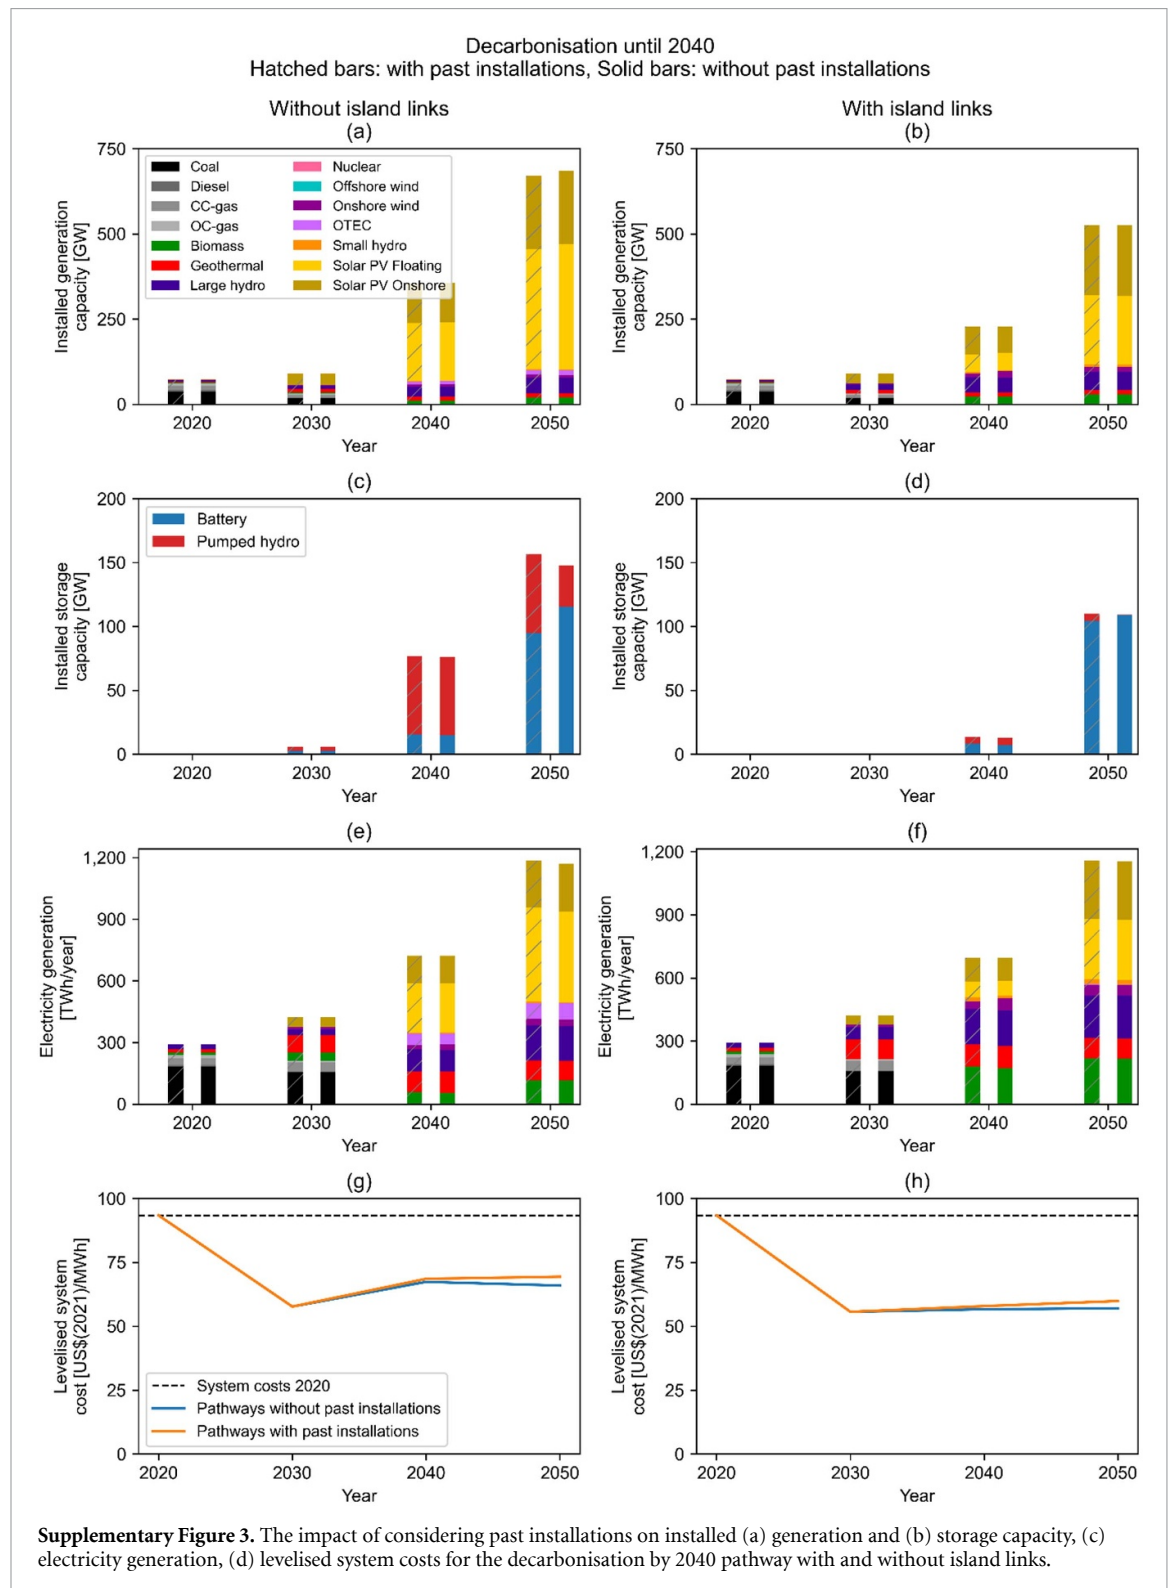 Decarbonisation until 2040
Hatched bars: with past installations, Solid bars: without past installations
Without island links
(a)
750
500
250
0
Installed generation
capacity [GW]
Coal
Diesel
CC-gas
OC-gas
Biomass
Geothermal
Large hydro
Nuclear
Offshore wind
Onshore wind
OTEC
Small hydro
Solar PV Floating
Solar PV Onshore
2020 2030 2040 2050
Year
With island links
(b)
750
500
250
0
Installed generation
capacity [GW]
2020 2030 2040 2050
Year
(c)
200
150
100
50
0
Installed storage
capacity [GW]
Battery
Pumped hydro
2020 2030 2040 2050
Year
(d)
200
150
100
50
0
Installed storage
capacity [GW]
2020 2030 2040 2050
Year
(e)
1,200
900
600
300
0
Electricity generation
[TWh/year]
2020 2030 2040 2050
Year
(f)
1,200
900
600
300
0
Electricity generation
[TWh/year]
2020 2030 2040 2050
Year
(g)
100
75
50
25
0
Levelised system
cost [US$(2021)/MWh]
System costs 2020
Pathways without past installations
Pathways with past installations
2020 2030 2040 2050
Year
(h)
100
75
50
25
0
Levelised system
cost [US$(2021)/MWh]
2020 2030 2040 2050
Year
Supplementary Figure 3. The impact of considering past installations on installed (a) generation and (b) storage capacity, (c)
electricity generation, (d) levelised system costs for the decarbonisation by 2040 pathway with and without island links.